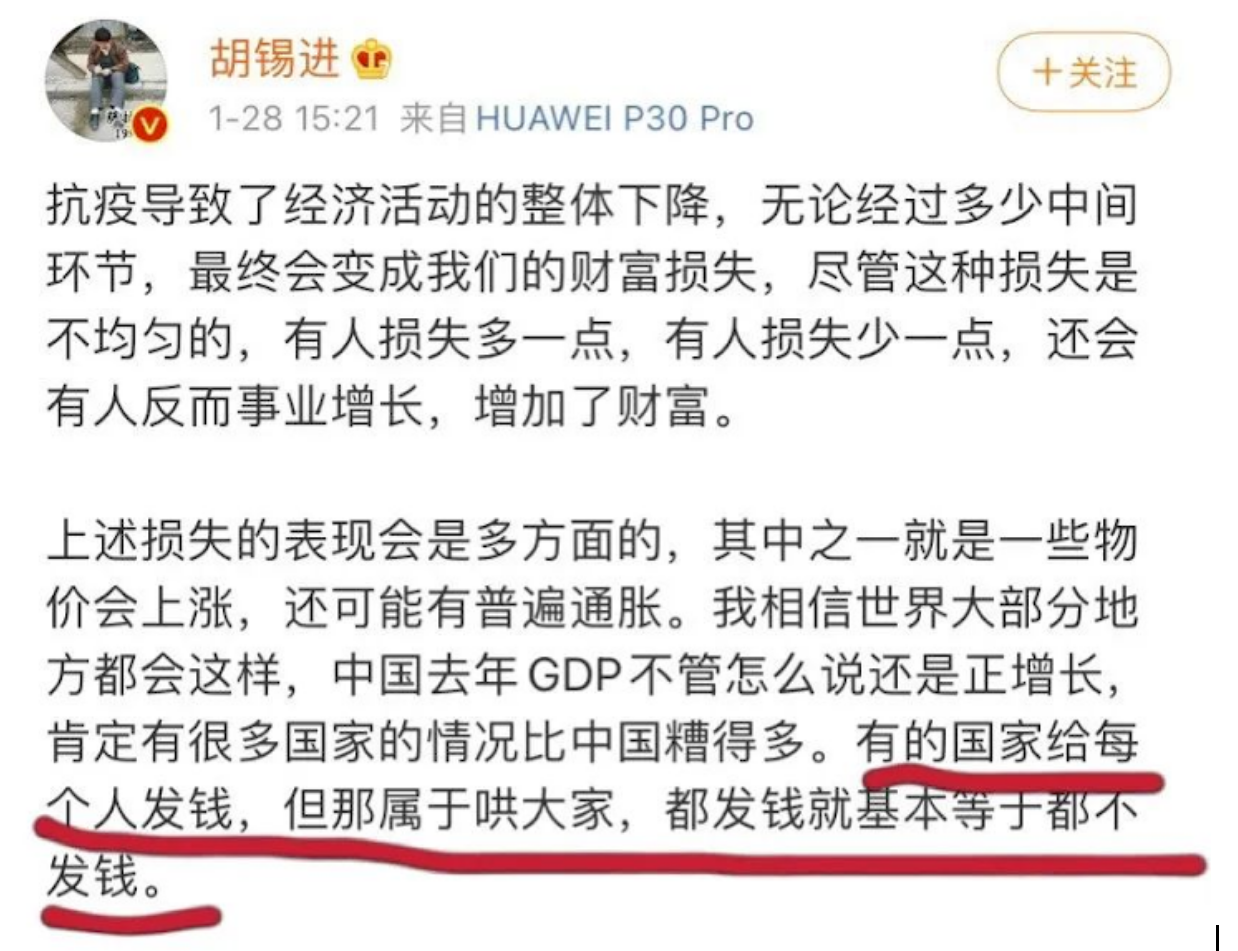 胡锡进
+关注
1-28 15:21 来自 HUAWEI P30 Pro
抗疫导致了经济活动的整体下降，无论经过多少中间
环节，最终会变成我们的财富损失，尽管这种损失是
不均匀的，有人损失多一点，有人损失少一点，还会
有人反而事业增长，增加了财富。
上述损失的表现会是多方面的，其中之一就是一些物
价会上涨，还可能有普遍通胀。我相信世界大部分地
方都会这样，中国去年GDP不管怎么说还是正增长，
肯定有很多国家的情况比中国糟得多。有的国家给每
个人发钱，但那属于哄大家，都发钱就基本等于都不
发钱。